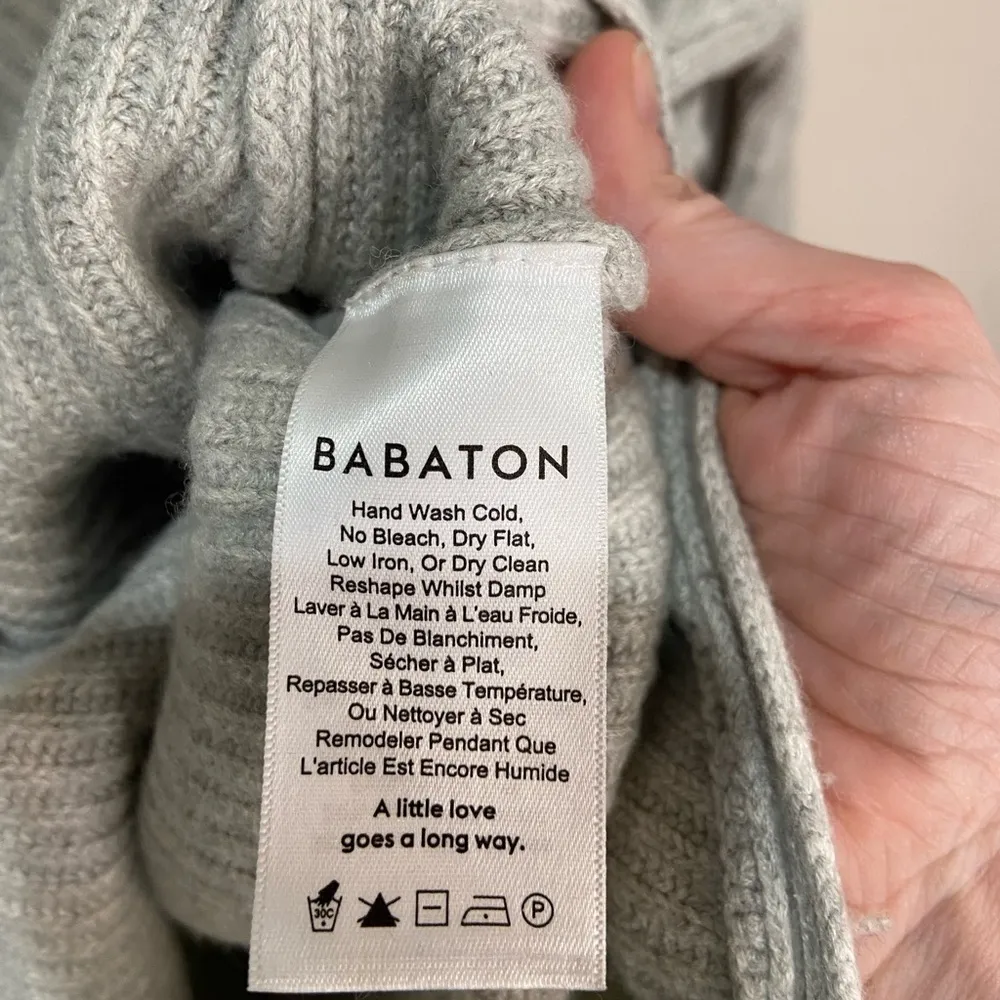 BABATON
Hand Wash Cold,
No Bleach, Dry Flat,
Low Iron, Or Dry Clean
Reshape Whilst Damp
Laver à La Main à L'eau Froide,
Pas De Blanchiment,
Sécher à Plat,
Repasser à Basse Température,
Ou Nettoyer à Sec
Remodeler Pendant Que
L'article Est Encore Humide
A little love
goes a long way.
30C P